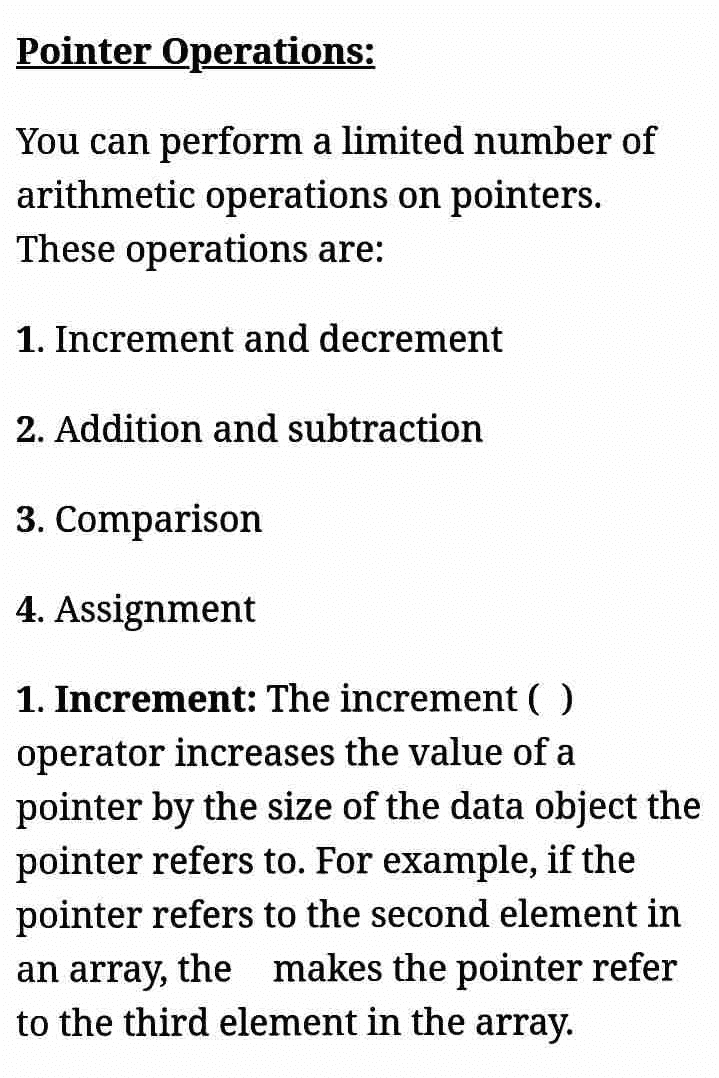 Pointer Operations:
You can perform a limited number of
arithmetic operations on pointers.
These operations are:
1. Increment and decrement
2. Addition and subtraction
3. Comparison
4. Assignment
1. Increment: The increment (  )
operator increases the value of a
pointer by the size of the data object the
pointer refers to. For example, if the
pointer refers to the second element in
an array, the    makes the pointer refer
to the third element in the array.